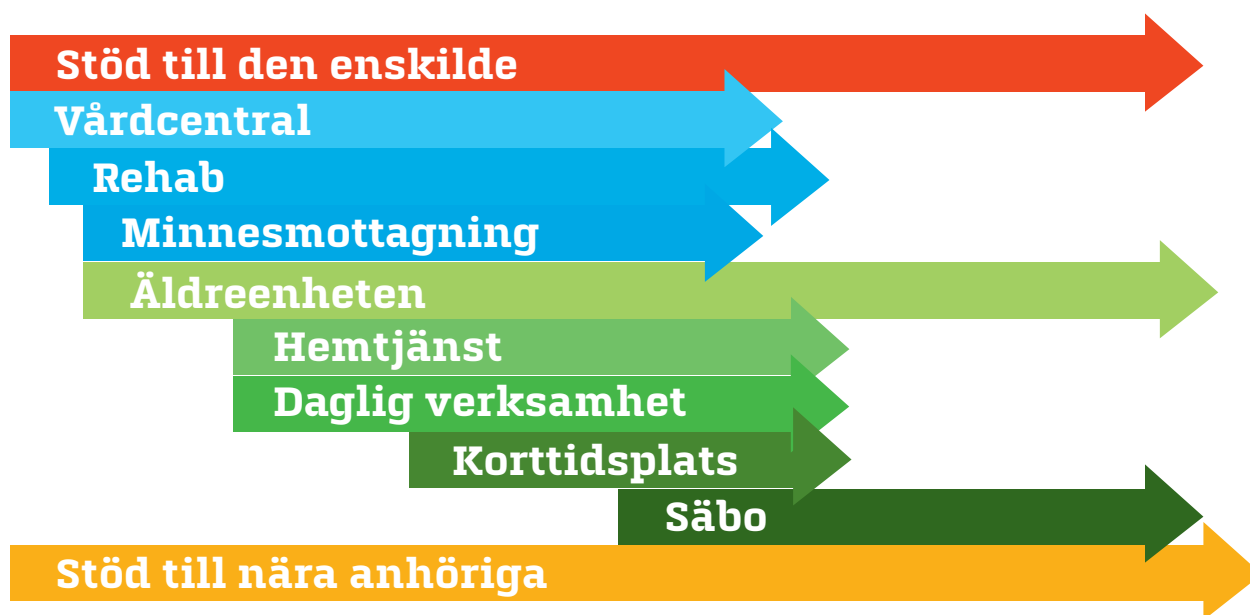 Stöd till den enskilde
Vårdcentral
Rehab
Minnesmottagning
Äldreenheten
Hemtjänst
Daglig verksamhet
Korttidsplats
Säbo
Stöd till nära anhöriga